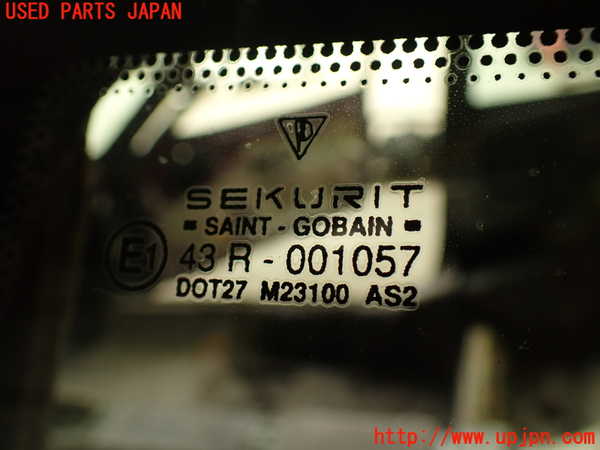 USED PARTS JAPAN
SEKURIT
SAINT - GOBAIN
E1 43 R - 001057
DOT27 M23100 AS2
http://www.upjpn.com